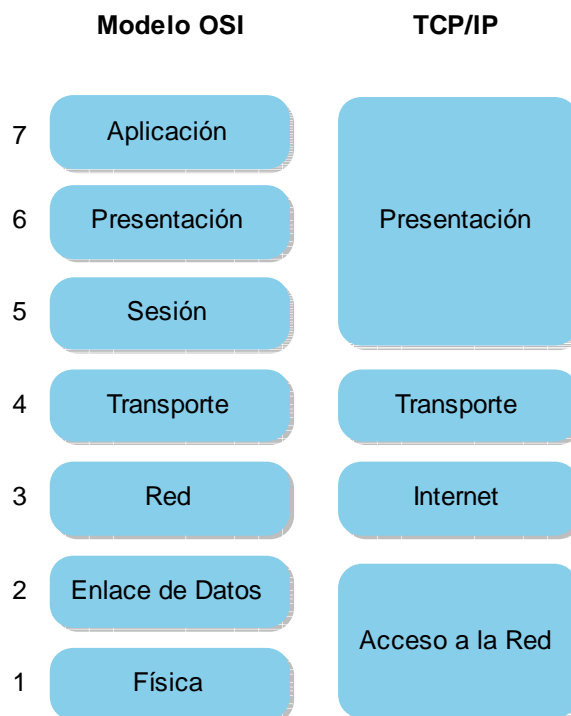 Modelo OSI TCP/IP
7 Aplicación
6 Presentación Presentación
5 Sesión
4 Transporte Transporte
3 Red Internet
2 Enlace de Datos
Acceso a la Red
1 Física